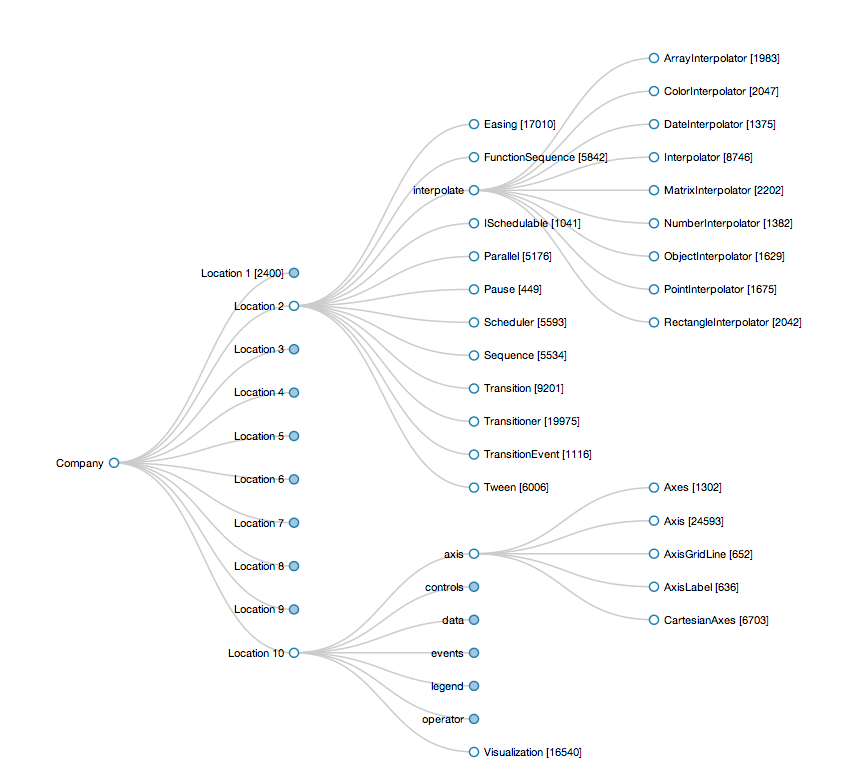 Company
Location 1 [2400]
Location 2
Easing [17010]
FunctionSequence [5842]
interpolate
ArrayInterpolator [1983]
ColorInterpolator [2047]
DateInterpolator [1375]
Interpolator [8746]
MatrixInterpolator [2202]
NumberInterpolator [1382]
ObjectInterpolator [1629]
PointInterpolator [1675]
RectangleInterpolator [2042]
ISchedulable [1041]
Parallel [5176]
Pause [449]
Scheduler [5593]
Sequence [5534]
Transition [9201]
Transitioner [19975]
TransitionEvent [1116]
Tween [6006]
Location 3
Location 4
Location 5
Location 6
Location 7
Location 8
Location 9
Location 10
axis
Axes [1302]
Axis [24593]
AxisGridLine [652]
AxisLabel [636]
CartesianAxes [6703]
controls
data
events
legend
operator
Visualization [16540]